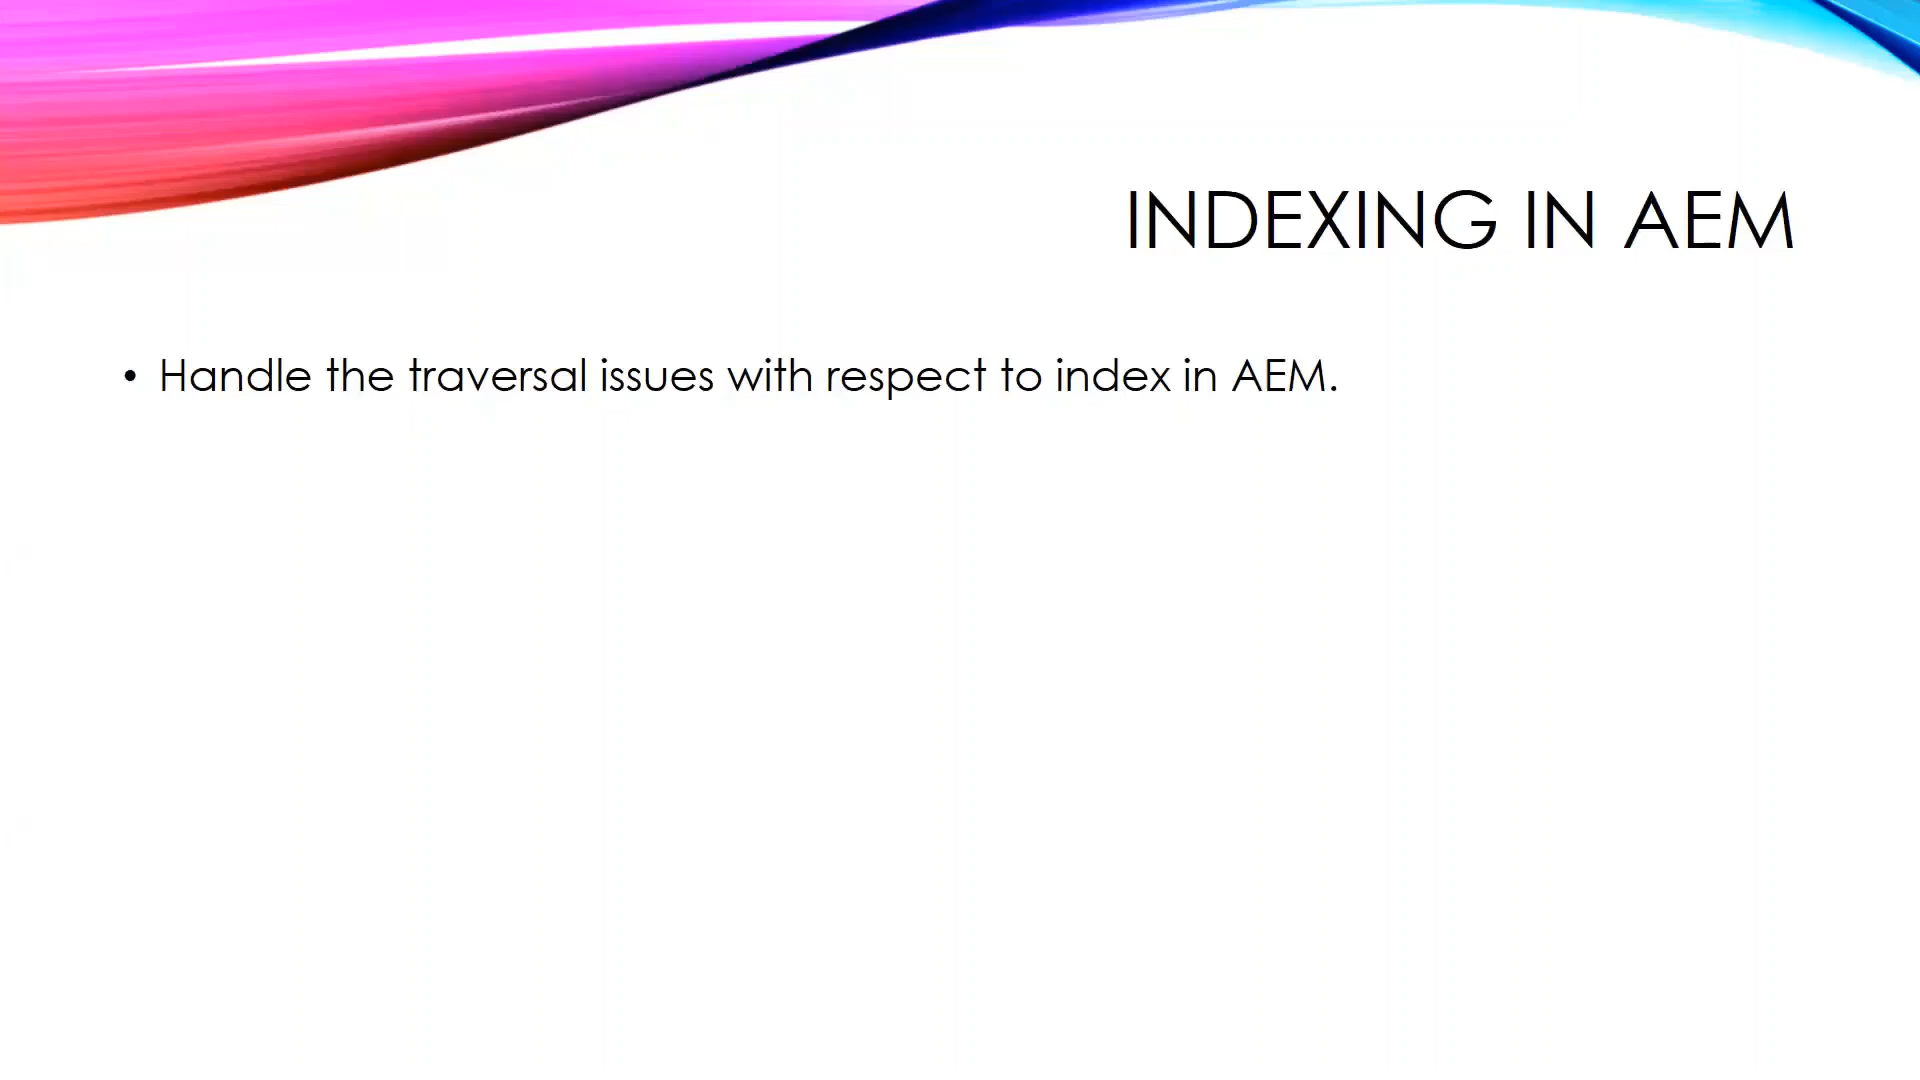 INDEXING IN AEM
• Handle the traversal issues with respect to index in AEM.